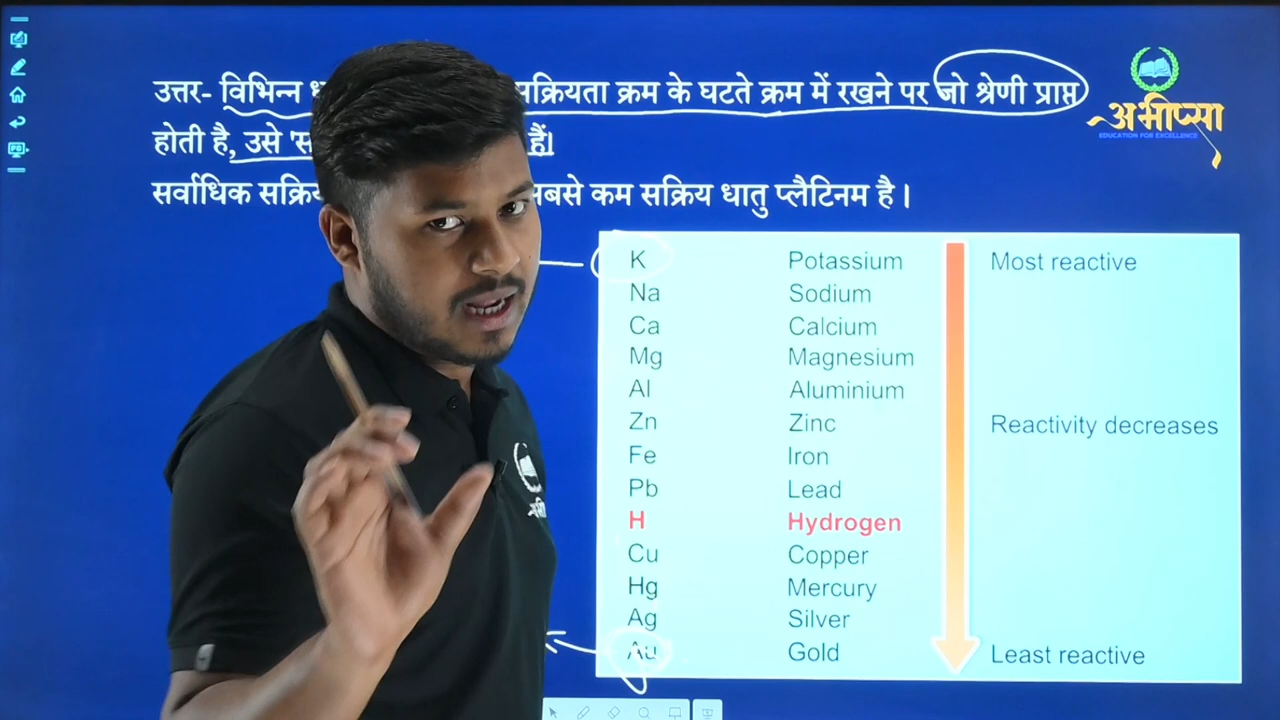 उत्तर- विभिन्न सक्रियता क्रम के घटते क्रम में रखने पर जो श्रेणी प्राप्त
होती है, उसे हैं।
सर्वाधिक कम सक्रिय धातु प्लैटिनम है।
अभीप्सा
EDUCATION FOR EXCELLENCE
K Potassium Most reactive
Na Sodium
Ca Calcium
Mg Magnesium
Al Aluminium
Zn Zinc Reactivity decreases
Fe Iron
Pb Lead
H Hydrogen
Cu Copper
Hg Mercury
Ag Silver
Au Gold Least reactive